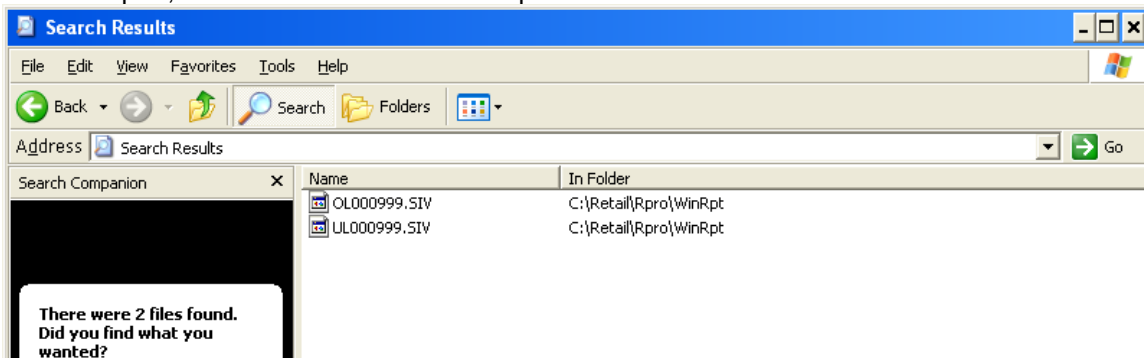 Search Results
File Edit View Favorites Tools Help
Back Search Folders
Address Search Results Go
Search Companion Name In Folder
OL000999.SIV C:\Retail\Rpro\WinRpt
UL000999.SIV C:\Retail\Rpro\WinRpt
There were 2 files found.
Did you find what you
wanted?